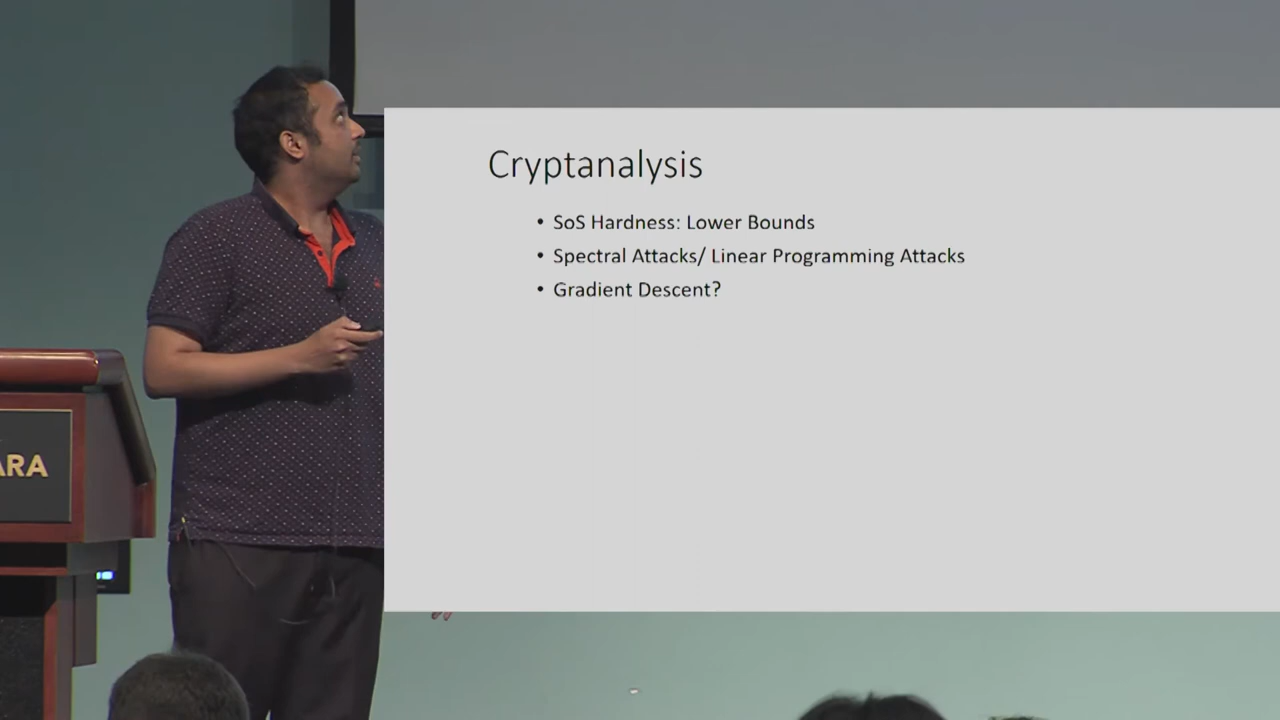 Cryptanalysis
• SoS Hardness: Lower Bounds
• Spectral Attacks/ Linear Programming Attacks
• Gradient Descent?
ARA